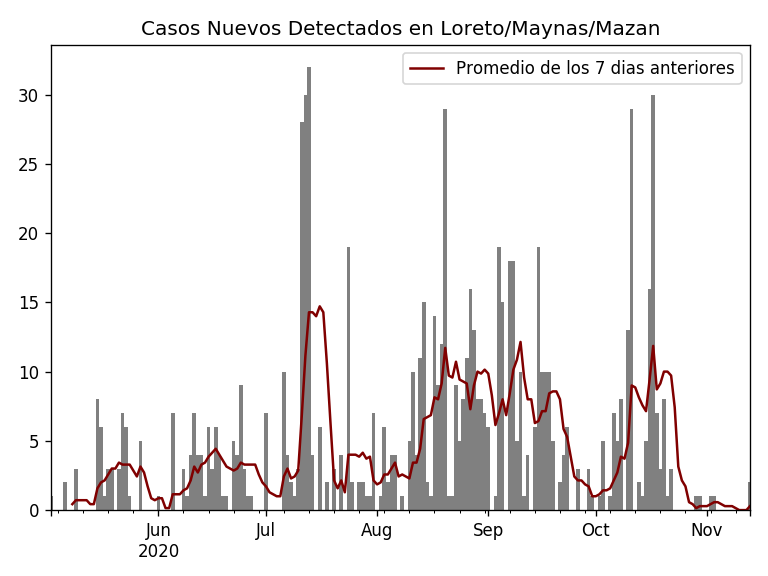 Casos Nuevos Detectados en Loreto/Maynas/Mazan
Promedio de los 7 dias anteriores
30
25
20
15
10
5
0
Jun Jul Aug Sep Oct Nov
2020